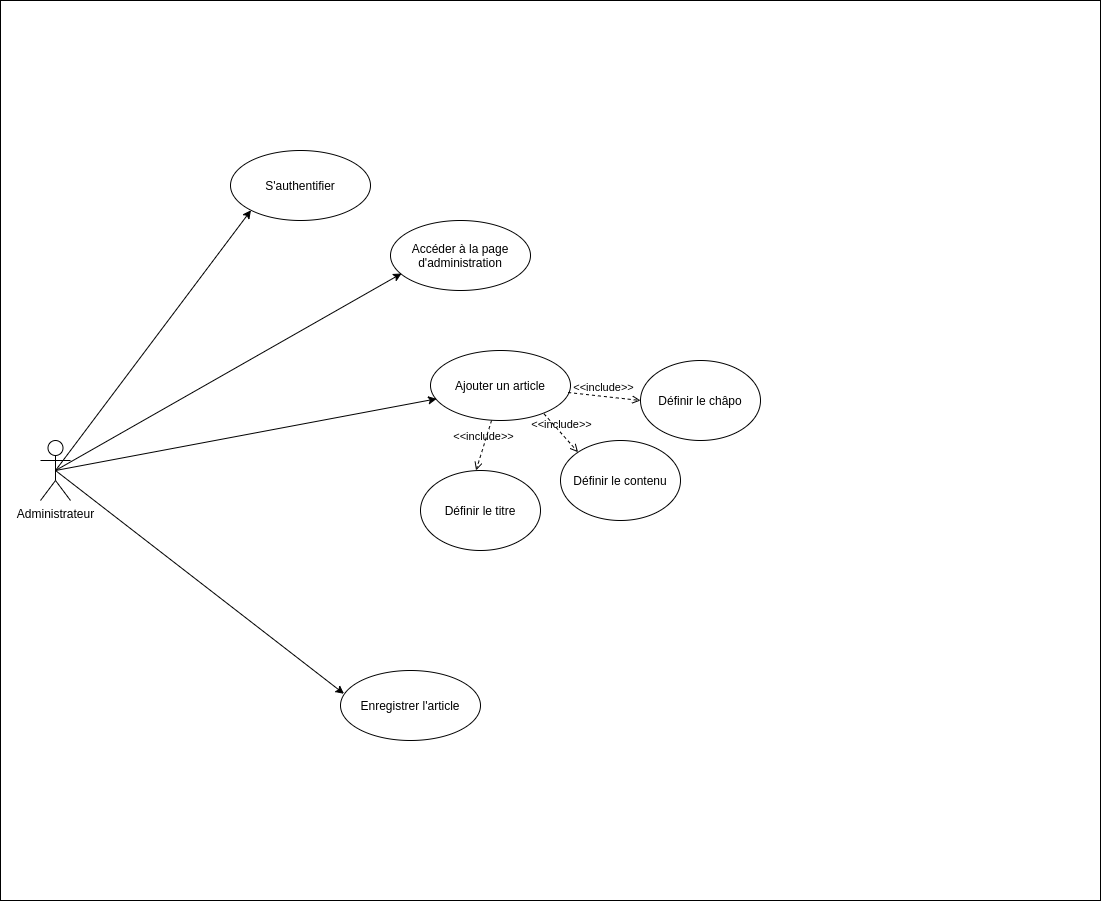 S'authentifier
Accéder à la page
d'administration
Ajouter un article
<<include>>
Définir le châpo
<<include>>
<<include>>
Définir le contenu
Définir le titre
Administrateur
Enregistrer l'article